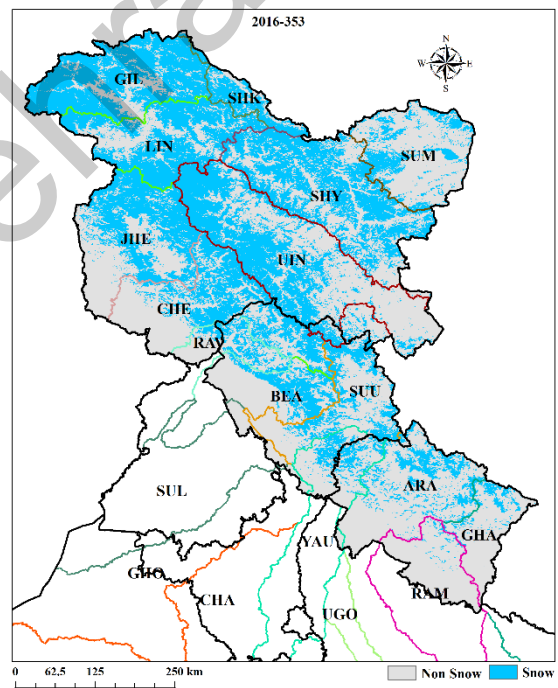 2016-353
N
W E
S
GIL
SHK
LIN
SUM
SHY
JHE
UIN
CHE
RAV
BEA
SUU
SUL
ARA
GHA
YAU
GHO
CHA
RAM
UGO
0 62.5 125 250 km
Non Snow Snow